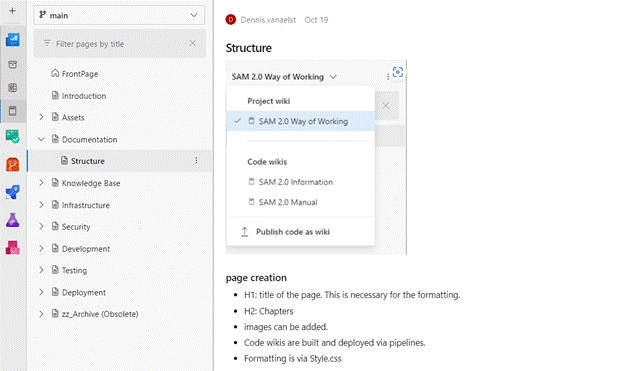 main
Filter pages by title
FrontPage
Introduction
Assets
Documentation
Structure
Knowledge Base
Infrastructure
Security
Development
Testing
Deployment
zz_Archive (Obsolete)
D Dennis.vanaelst Oct 19
Structure
SAM 2.0 Way of Working
Project wiki
SAM 2.0 Way of Working
Code wikis
SAM 2.0 Information
SAM 2.0 Manual
Publish code as wiki
page creation
• H1: title of the page. This is necessary for the formatting.
• H2: Chapters
• images can be added.
• Code wikis are built and deployed via pipelines.
• Formatting is via Style.css